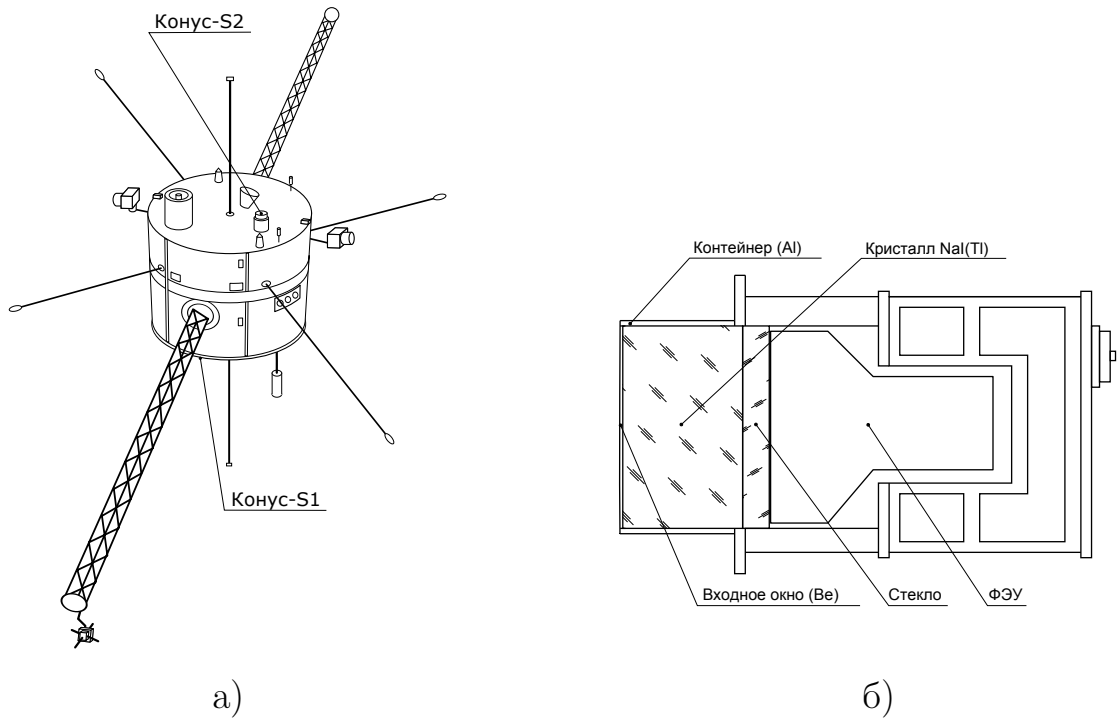 Конус-S2
Конус-S1
Контейнер (Al)
Кристалл NaI(Tl)
Входное окно (Be)
Стекло
ФЭУ
а)
б)